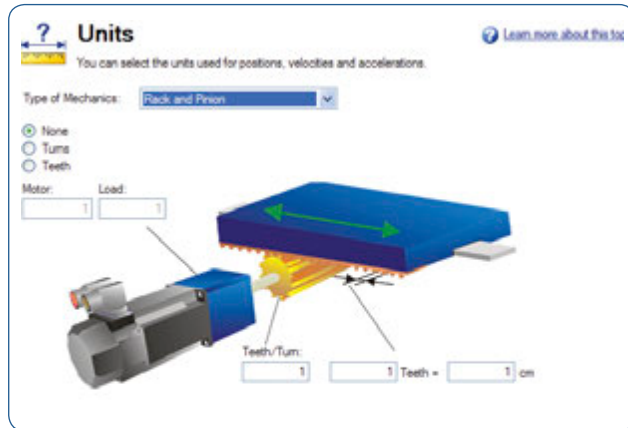 ?
Units
Learn more about this top
You can select the units used for positions, velocities and accelerations.
Type of Mechanics: Rack and Pinion
None
Turns
Teeth
Motor: Load:
1 1
Teeth/Turn:
1 1 Teeth = 1 cm